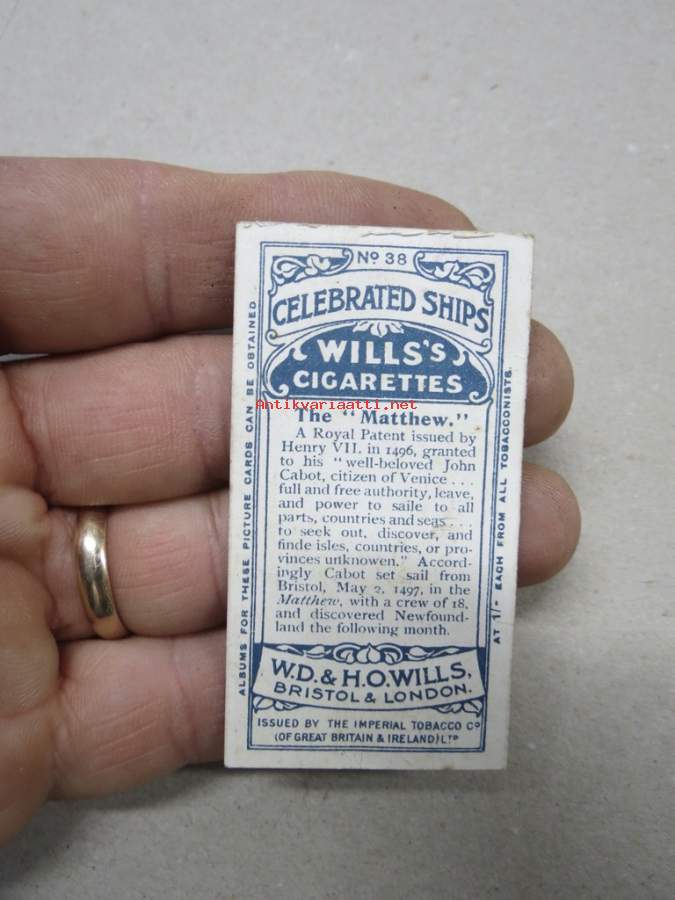 No. 38
CELEBRATED SHIPS
WILLS'S
CIGARETTES
Antikvariaatti.net
The "Matthew."
A Royal Patent issued by
Henry VII. in 1496, granted
to his "well-beloved John
Cabot, citizen of Venice . . .
full and free authority, leave,
and power to saile to all
parts, countries and seas . . .
to seek out, discover, and
finde isles, countries, or pro-
vinces unknowen." Accord-
ingly Cabot set sail from
Bristol, May 2, 1497, in the
Matthew, with a crew of 18,
and discovered Newfound-
land the following month.
W.D. & H.O. WILLS,
BRISTOL & LONDON.
ISSUED BY THE IMPERIAL TOBACCO Co
(OF GREAT BRITAIN & IRELAND) LTD
ALBUMS FOR THESE PICTURE CARDS CAN BE OBTAINED
AT 1/- EACH FROM ALL TOBACCONISTS.